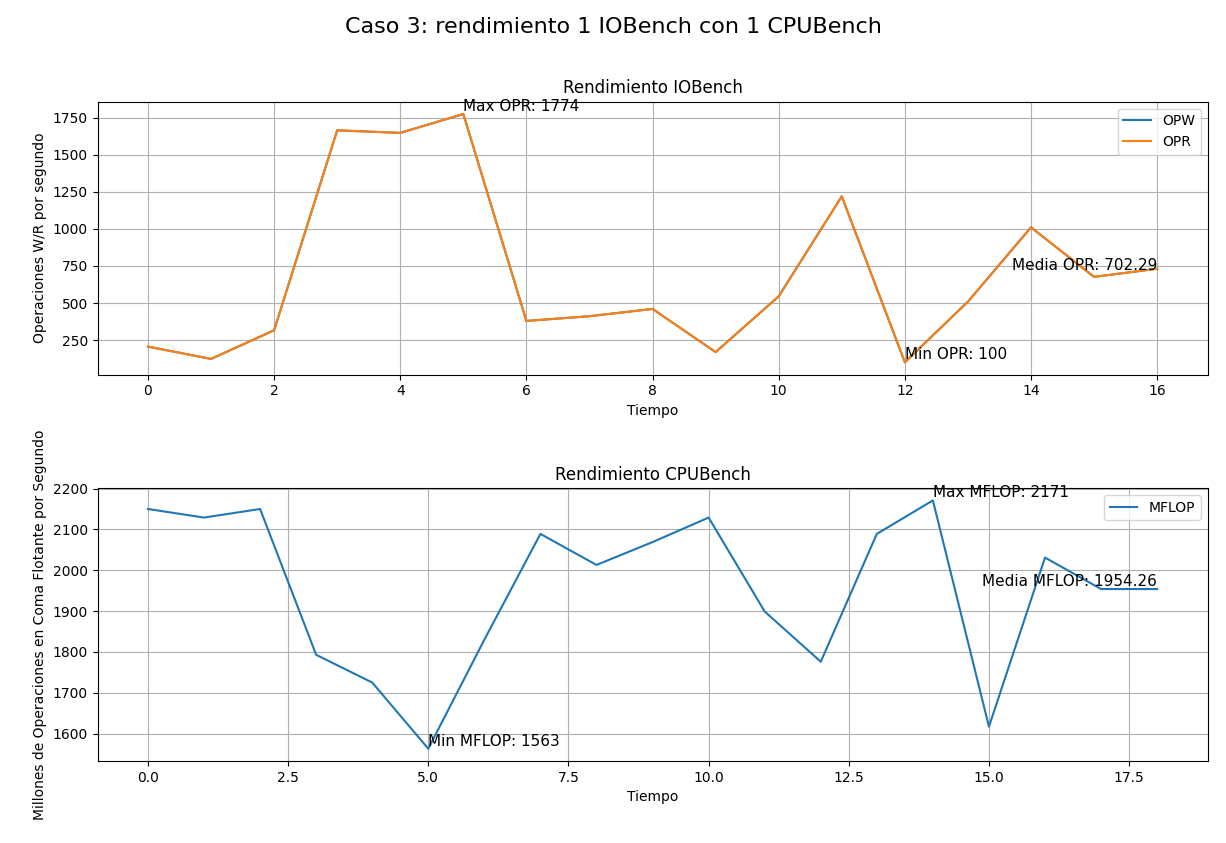 Caso 3: rendimiento 1 IOBench con 1 CPUBench
Rendimiento IOBench
Operaciones W/R por segundo
1750
1500
1250
1000
750
500
250
Max OPR: 1774
OPW
OPR
Media OPR: 702.29
Min OPR: 100
0 2 4 6 8 10 12 14 16
Tiempo
Rendimiento CPUBench
Millones de Operaciones en Coma Flotante por Segundo
2200
2100
2000
1900
1800
1700
1600
Max MFLOP: 2171
MFLOP
Media MFLOP: 1954.26
Min MFLOP: 1563
0.0 2.5 5.0 7.5 10.0 12.5 15.0 17.5
Tiempo